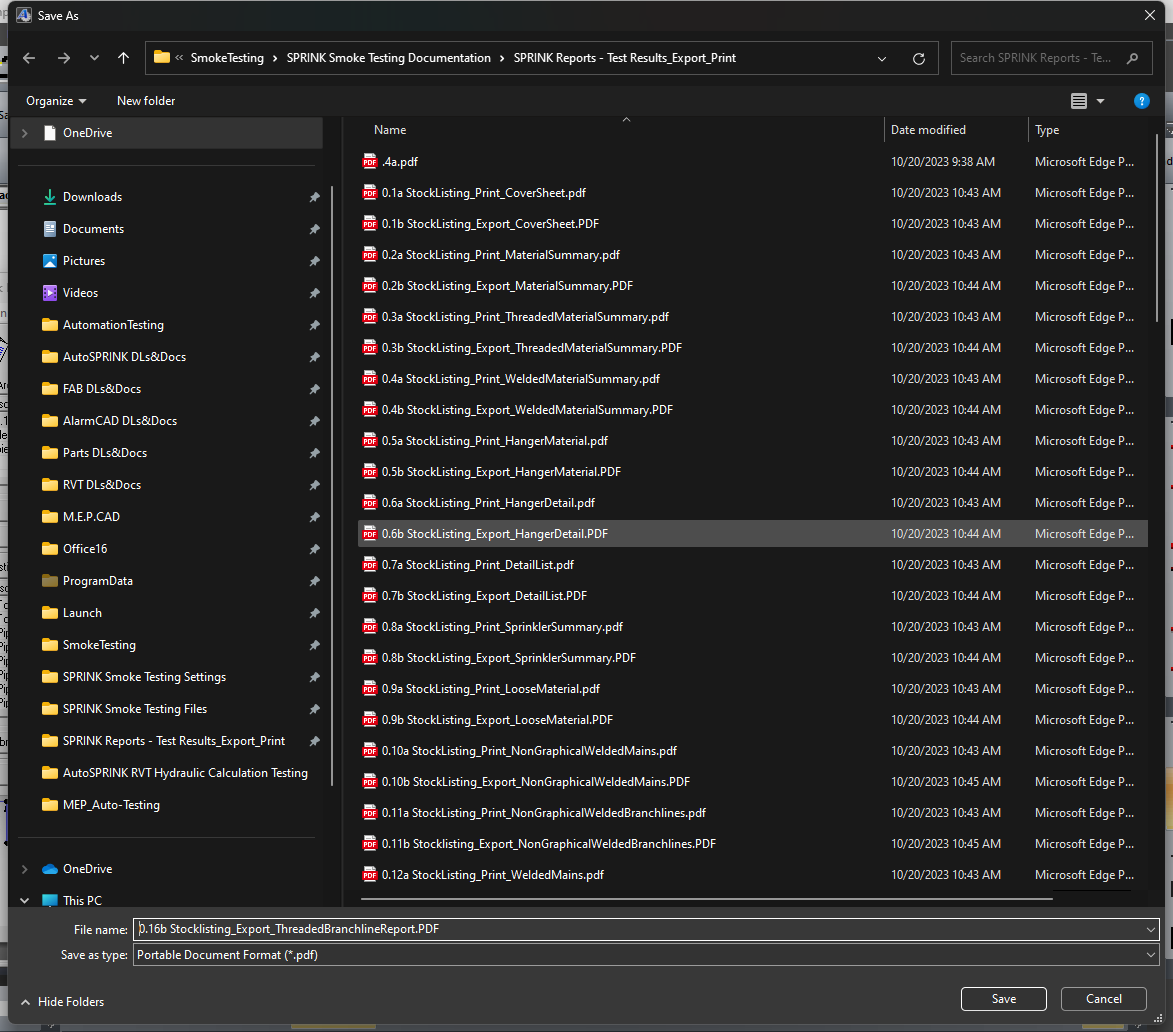 Save As
SmokeTesting > SPRINK Smoke Testing Documentation > SPRINK Reports - Test Results_Export_Print
Search SPRINK Reports - Te...
Organize New folder
OneDrive
Downloads
Documents
Pictures
Videos
AutomationTesting
AutoSPRINK DLs&Docs
FAB DLs&Docs
AlarmCAD DLs&Docs
Parts DLs&Docs
RVT DLs&Docs
M.E.P.CAD
Office16
ProgramData
Launch
SmokeTesting
SPRINK Smoke Testing Settings
SPRINK Smoke Testing Files
SPRINK Reports - Test Results_Export_Print
AutoSPRINK RVT Hydraulic Calculation Testing
MEP_Auto-Testing
OneDrive
This PC
Name Date modified Type
.4a.pdf 10/20/2023 9:38 AM Microsoft Edge P...
0.1a StockListing_Print_CoverSheet.pdf 10/20/2023 10:43 AM Microsoft Edge P...
0.1b StockListing_Export_CoverSheet.PDF 10/20/2023 10:43 AM Microsoft Edge P...
0.2a StockListing_Print_MaterialSummary.pdf 10/20/2023 10:43 AM Microsoft Edge P...
0.2b StockListing_Export_MaterialSummary.PDF 10/20/2023 10:44 AM Microsoft Edge P...
0.3a StockListing_Print_ThreadedMaterialSummary.pdf 10/20/2023 10:43 AM Microsoft Edge P...
0.3b StockListing_Export_ThreadedMaterialSummary.PDF 10/20/2023 10:44 AM Microsoft Edge P...
0.4a StockListing_Print_WeldedMaterialSummary.pdf 10/20/2023 10:43 AM Microsoft Edge P...
0.4b StockListing_Export_WeldedMaterialSummary.PDF 10/20/2023 10:44 AM Microsoft Edge P...
0.5a StockListing_Print_HangerMaterial.pdf 10/20/2023 10:43 AM Microsoft Edge P...
0.5b StockListing_Export_HangerMaterial.PDF 10/20/2023 10:44 AM Microsoft Edge P...
0.6a StockListing_Print_HangerDetail.pdf 10/20/2023 10:43 AM Microsoft Edge P...
0.6b StockListing_Export_HangerDetail.PDF 10/20/2023 10:44 AM Microsoft Edge P...
0.7a StockListing_Print_DetailList.pdf 10/20/2023 10:43 AM Microsoft Edge P...
0.7b StockListing_Export_DetailList.PDF 10/20/2023 10:44 AM Microsoft Edge P...
0.8a StockListing_Print_SprinklerSummary.pdf 10/20/2023 10:43 AM Microsoft Edge P...
0.8b StockListing_Export_SprinklerSummary.PDF 10/20/2023 10:44 AM Microsoft Edge P...
0.9a StockListing_Print_LooseMaterial.pdf 10/20/2023 10:43 AM Microsoft Edge P...
0.9b StockListing_Export_LooseMaterial.PDF 10/20/2023 10:44 AM Microsoft Edge P...
0.10a StockListing_Print_NonGraphicalWeldedMains.pdf 10/20/2023 10:43 AM Microsoft Edge P...
0.10b StockListing_Export_NonGraphicalWeldedMains.PDF 10/20/2023 10:45 AM Microsoft Edge P...
0.11a StockListing_Print_NonGraphicalWeldedBranchlines.pdf 10/20/2023 10:43 AM Microsoft Edge P...
0.11b Stocklisting_Export_NonGraphicalWeldedBranchlines.PDF 10/20/2023 10:45 AM Microsoft Edge P...
0.12a StockListing_Print_WeldedMains.pdf 10/20/2023 10:43 AM Microsoft Edge P...
File name: 0.16b Stocklisting_Export_ThreadedBranchlineReport.PDF
Save as type: Portable Document Format (*.pdf)
Hide Folders
Save Cancel